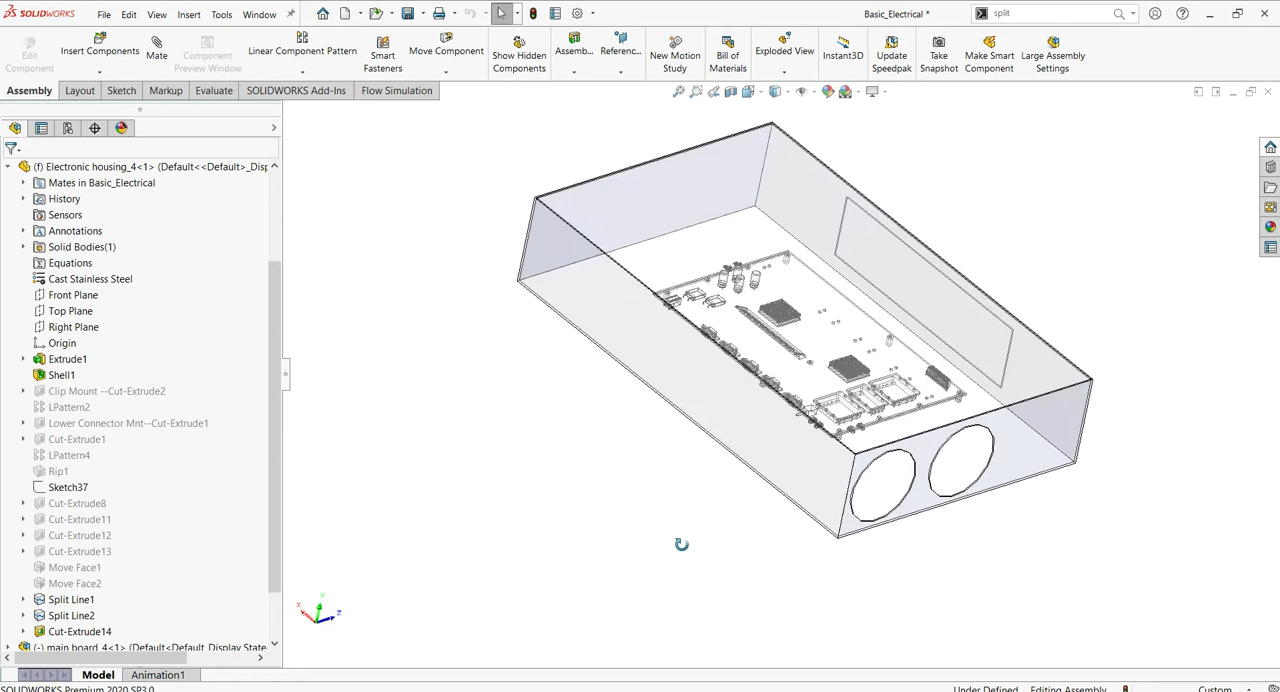 SOLIDWORKS File Edit View Insert Tools Window Basic_Electrical * split
Edit Component Insert Components Mate Component Preview Window Linear Component Pattern Smart Fasteners Move Component Show Hidden Components Assemb... Referenc... New Motion Study Bill of Materials Exploded View Instant3D Update Speedpak Take Snapshot Make Smart Component Large Assembly Settings
Assembly Layout Sketch Markup Evaluate SOLIDWORKS Add-Ins Flow Simulation
(f) Electronic housing_4<1> (Default<<Default>_Disp
Mates in Basic_Electrical
History
Sensors
Annotations
Solid Bodies(1)
Equations
Cast Stainless Steel
Front Plane
Top Plane
Right Plane
Origin
Extrude1
Shell1
Clip Mount --Cut-Extrude2
LPattern2
Lower Connector Mnt--Cut-Extrude1
Cut-Extrude1
LPattern4
Rip1
Sketch37
Cut-Extrude8
Cut-Extrude11
Cut-Extrude12
Cut-Extrude13
Move Face1
Move Face2
Split Line1
Split Line2
Cut-Extrude14
(-) main board_4<1> (Default<Default_Display State-
X Y Z
Model Animation1
SOLIDWORKS Premium 2020 SP3.0 Under Defined Editing Assembly Custom